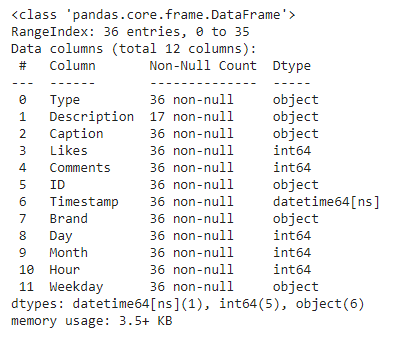 <class 'pandas.core.frame.DataFrame'>
RangeIndex: 36 entries, 0 to 35
Data columns (total 12 columns):
 #   Column       Non-Null Count  Dtype
---  ------       --------------  -----
 0   Type         36 non-null     object
 1   Description  17 non-null     object
 2   Caption      36 non-null     object
 3   Likes        36 non-null     int64
 4   Comments     36 non-null     int64
 5   ID           36 non-null     object
 6   Timestamp    36 non-null     datetime64[ns]
 7   Brand        36 non-null     object
 8   Day          36 non-null     int64
 9   Month        36 non-null     int64
 10  Hour         36 non-null     int64
 11  Weekday      36 non-null     object
dtypes: datetime64[ns](1), int64(5), object(6)
memory usage: 3.5+ KB